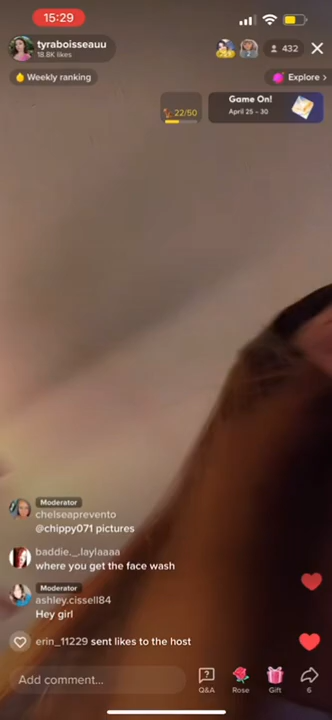 15:29
tyraboisseauu
18.8K likes
432
Weekly ranking
Explore >
22/50
Game On!
April 25 - 30
Moderator
chelseaprevento
@chippy071 pictures
baddie._.laylaaaa
where you get the face wash
Moderator
ashley.cissell84
Hey girl
erin_11229 sent likes to the host
Add comment...
Q&A
Rose
Gift
6